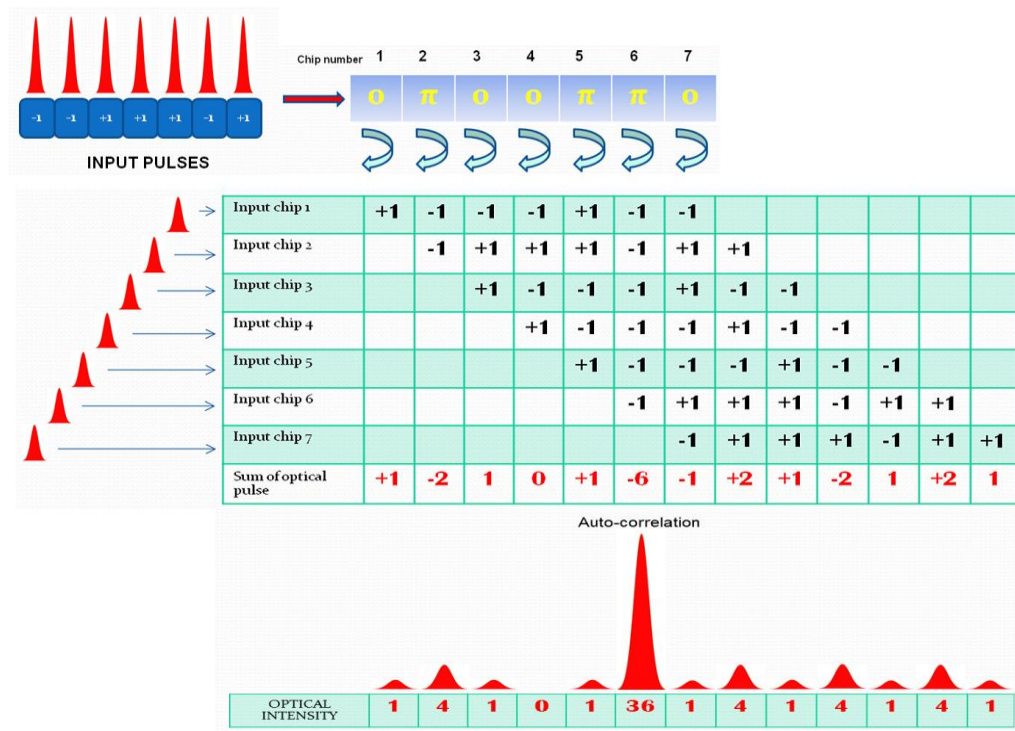 Chip number 1 2 3 4 5 6 7
0 π 0 0 π π 0
-1 -1 +1 +1 +1 -1 +1
INPUT PULSES
Input chip 1 +1 -1 -1 -1 +1 -1 -1
Input chip 2 -1 +1 +1 +1 -1 +1 +1
Input chip 3 +1 -1 -1 -1 +1 -1 -1
Input chip 4 +1 -1 -1 -1 +1 -1 -1
Input chip 5 +1 -1 -1 -1 +1 -1 -1
Input chip 6 -1 +1 +1 +1 -1 +1 +1
Input chip 7 -1 +1 +1 +1 -1 +1 +1
Sum of optical
pulse +1 -2 1 0 +1 -6 -1 +2 +1 -2 1 +2 1
Auto-correlation
OPTICAL
INTENSITY 1 4 1 0 1 36 1 4 1 4 1 4 1